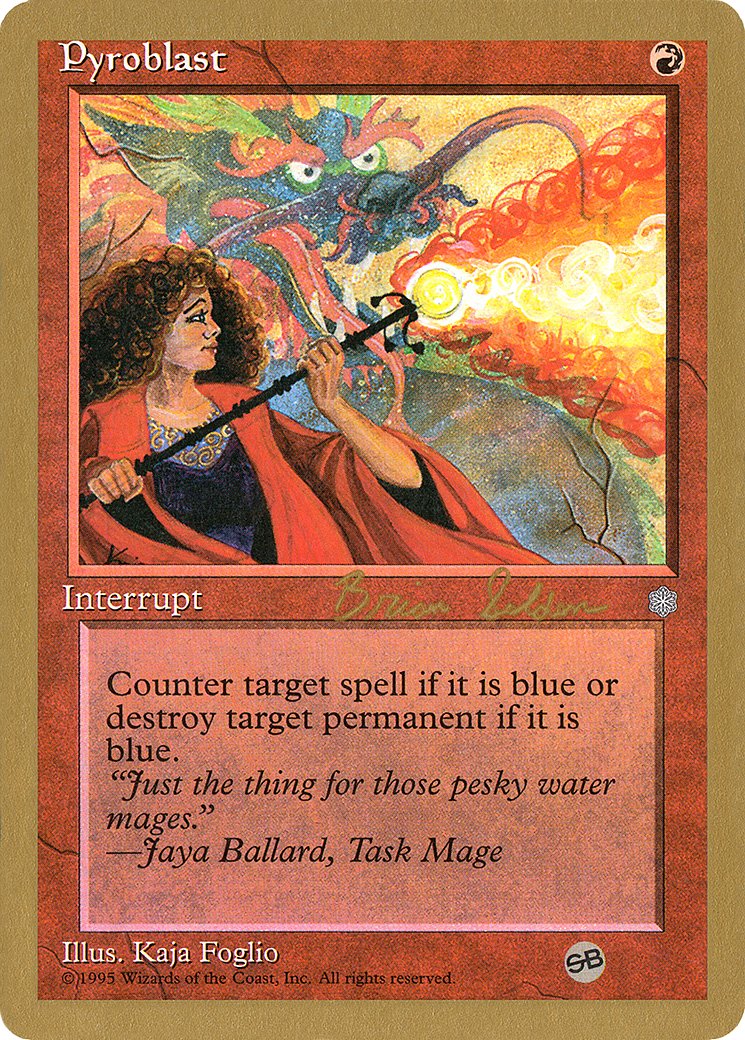 Pyroblast
Interrupt
Brian Selden
Counter target spell if it is blue or
destroy target permanent if it is
blue.
“Just the thing for those pesky water
mages.”
—Jaya Ballard, Task Mage
Illus. Kaja Foglio
SB
©1995 Wizards of the Coast, Inc. All rights reserved.